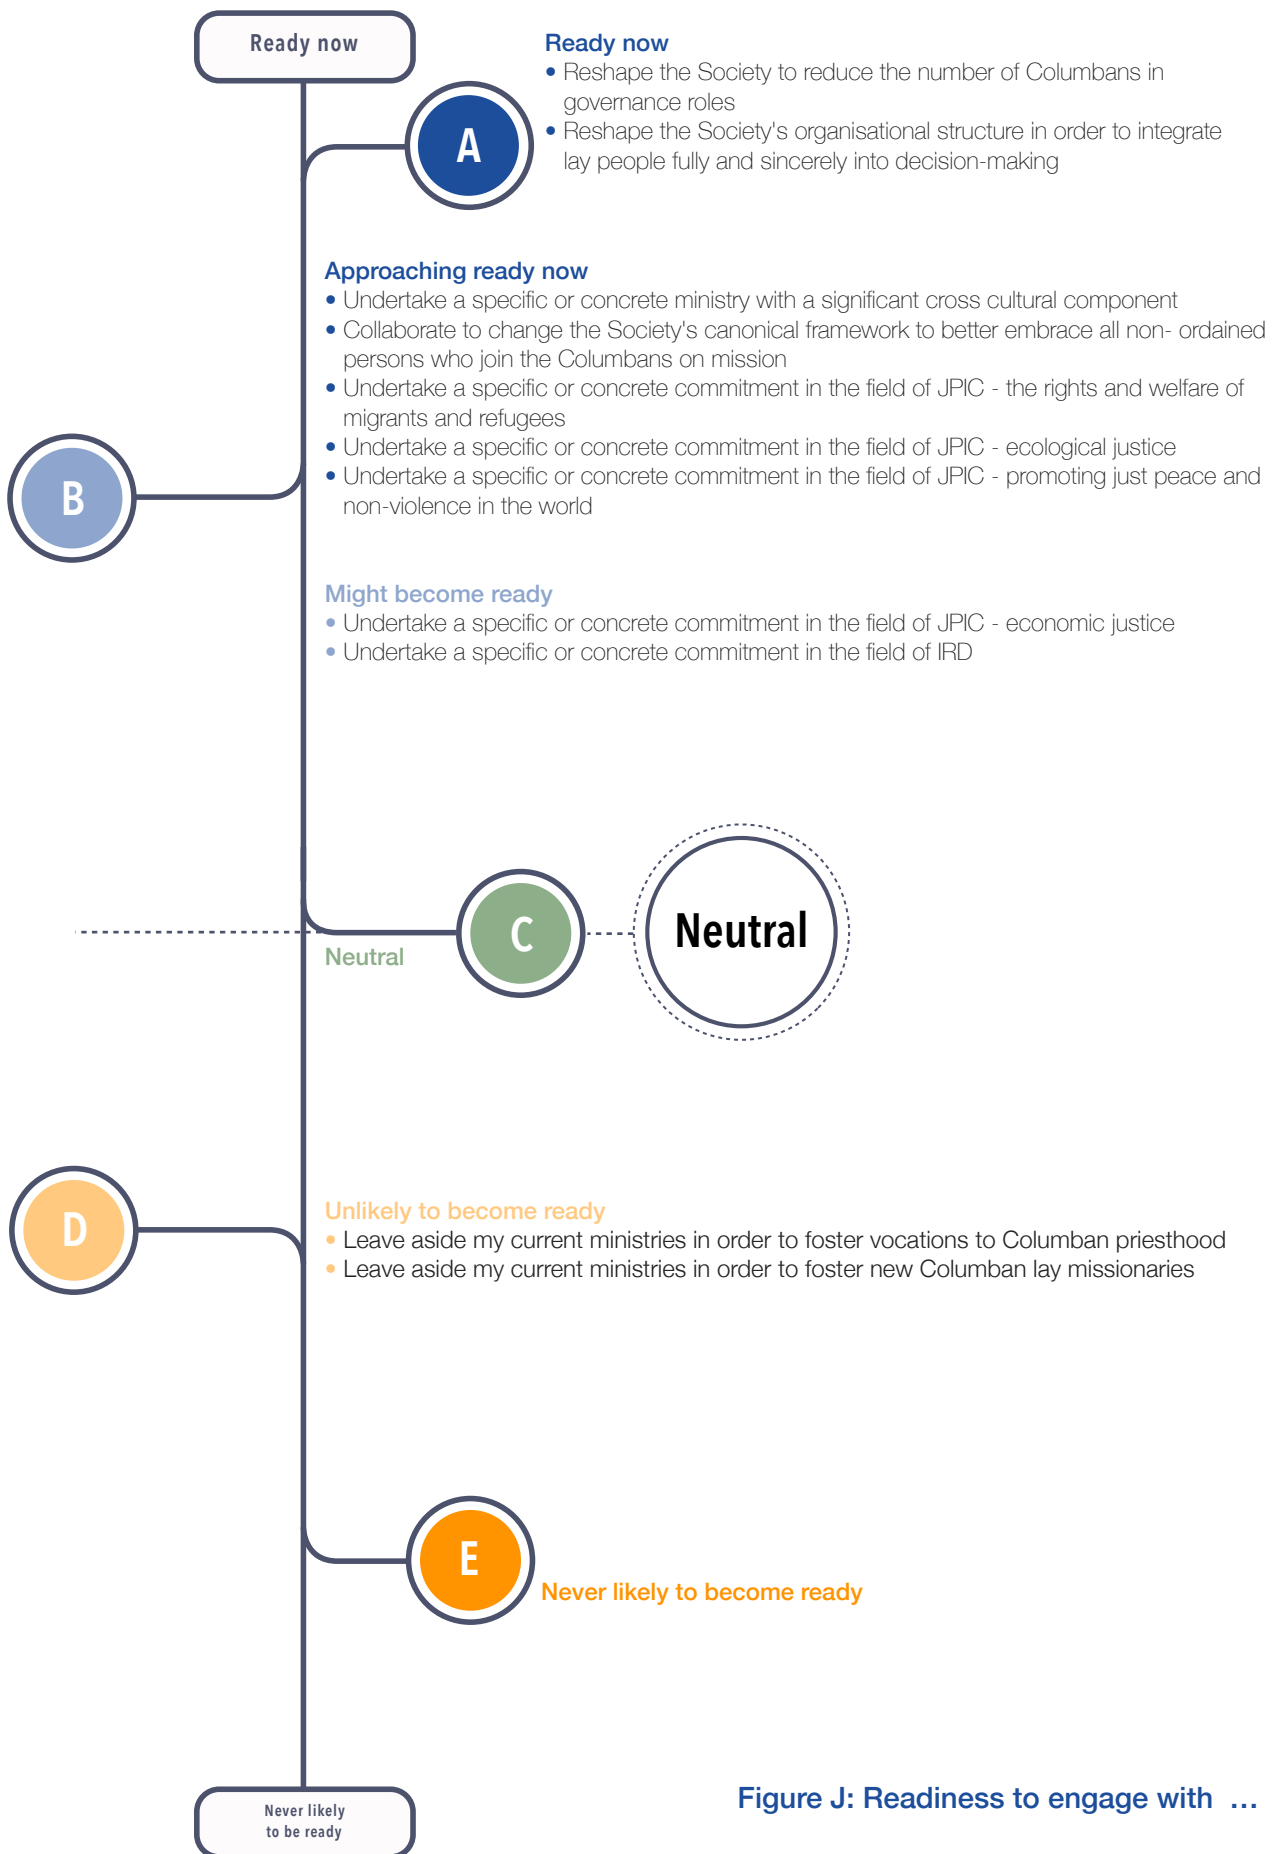 Ready now
Ready now
• Reshape the Society to reduce the number of Columbans in
governance roles
• Reshape the Society's organisational structure in order to integrate
lay people fully and sincerely into decision-making
A
Approaching ready now
• Undertake a specific or concrete ministry with a significant cross cultural component
• Collaborate to change the Society's canonical framework to better embrace all non- ordained
persons who join the Columbans on mission
• Undertake a specific or concrete commitment in the field of JPIC - the rights and welfare of
migrants and refugees
• Undertake a specific or concrete commitment in the field of JPIC - ecological justice
• Undertake a specific or concrete commitment in the field of JPIC - promoting just peace and
non-violence in the world
B
Might become ready
• Undertake a specific or concrete commitment in the field of JPIC - economic justice
• Undertake a specific or concrete commitment in the field of IRD
C
Neutral
Neutral
D
Unlikely to become ready
• Leave aside my current ministries in order to foster vocations to Columban priesthood
• Leave aside my current ministries in order to foster new Columban lay missionaries
E
Never likely to become ready
Never likely
to be ready
Figure J: Readiness to engage with …